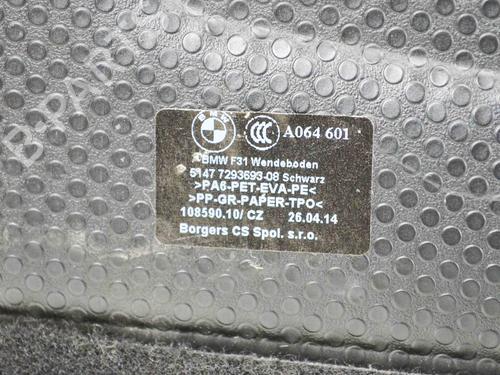 BMW
CCC A064 601
BMW F31 Wendeboden
5147 7293693-08 Schwarz
>PA6-PET-EVA-PE<
>PP-GR-PAPER-TPO<
108590.10/ CZ 26.04.14
Borgers CS Spol. s.r.o.